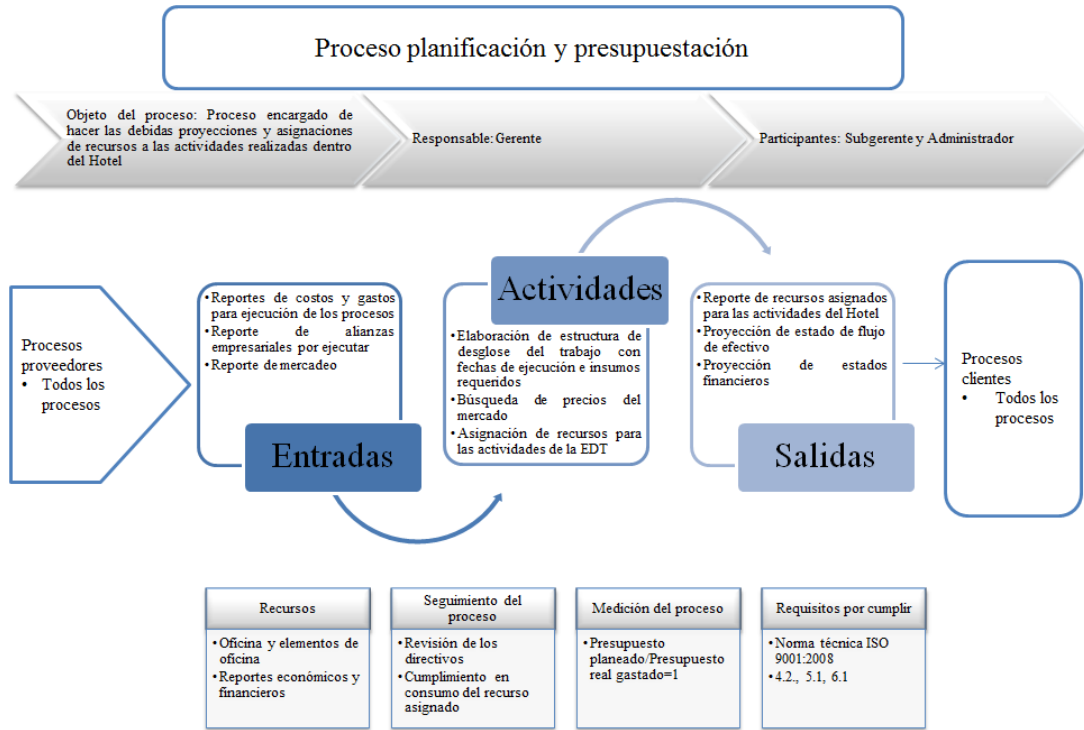 Proceso planificación y presupuestación
Objeto del proceso: Proceso encargado de
hacer las debidas proyecciones y asignaciones
de recursos a las actividades realizadas dentro
del Hotel
Responsable: Gerente
Participantes: Subgerente y Administrador
Procesos
proveedores
• Todos los
procesos
•Reportes de costos y gastos
para ejecución de los procesos
•Reporte de alianzas
empresariales por ejecutar
•Reporte de mercadeo
Entradas
Actividades
•Elaboración de estructura de
desglose del trabajo con
fechas de ejecución e insumos
requeridos
•Búsqueda de precios del
mercado
•Asignación de recursos para
las actividades de la EDT
•Reporte de recursos asignados
para las actividades del Hotel
•Proyección de estado de flujo
de efectivo
•Proyección de estados
financieros
Salidas
Procesos
clientes
• Todos los
procesos
Recursos
•Oficina y elementos de
oficina
•Reportes económicos y
financieros
Seguimiento del
proceso
•Revisión de los
directivos
•Cumplimiento en
consumo del recurso
asignado
Medición del proceso
•Presupuesto
planeado/Presupuesto
real gastado=1
Requisitos por cumplir
•Norma técnica ISO
9001:2008
•4.2., 5.1, 6.1